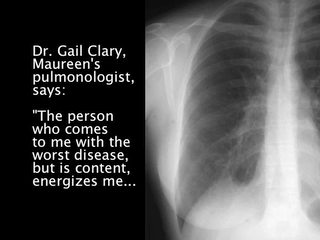 Dr. Gail Clary,
Maureen's
pulmonologist,
says:
"The person
who comes
to me with the
worst disease,
but is content,
energizes me...